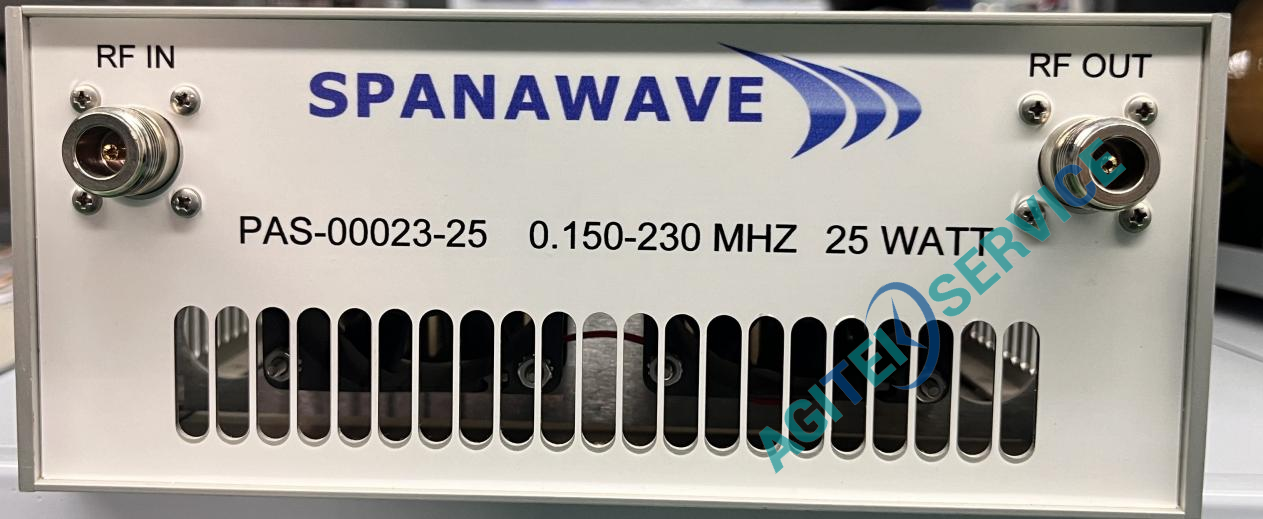 RF IN
SPANAWAVE
RF OUT
PAS-00023-25 0.150-230 MHZ 25 WATT
AGITEK SERVICE